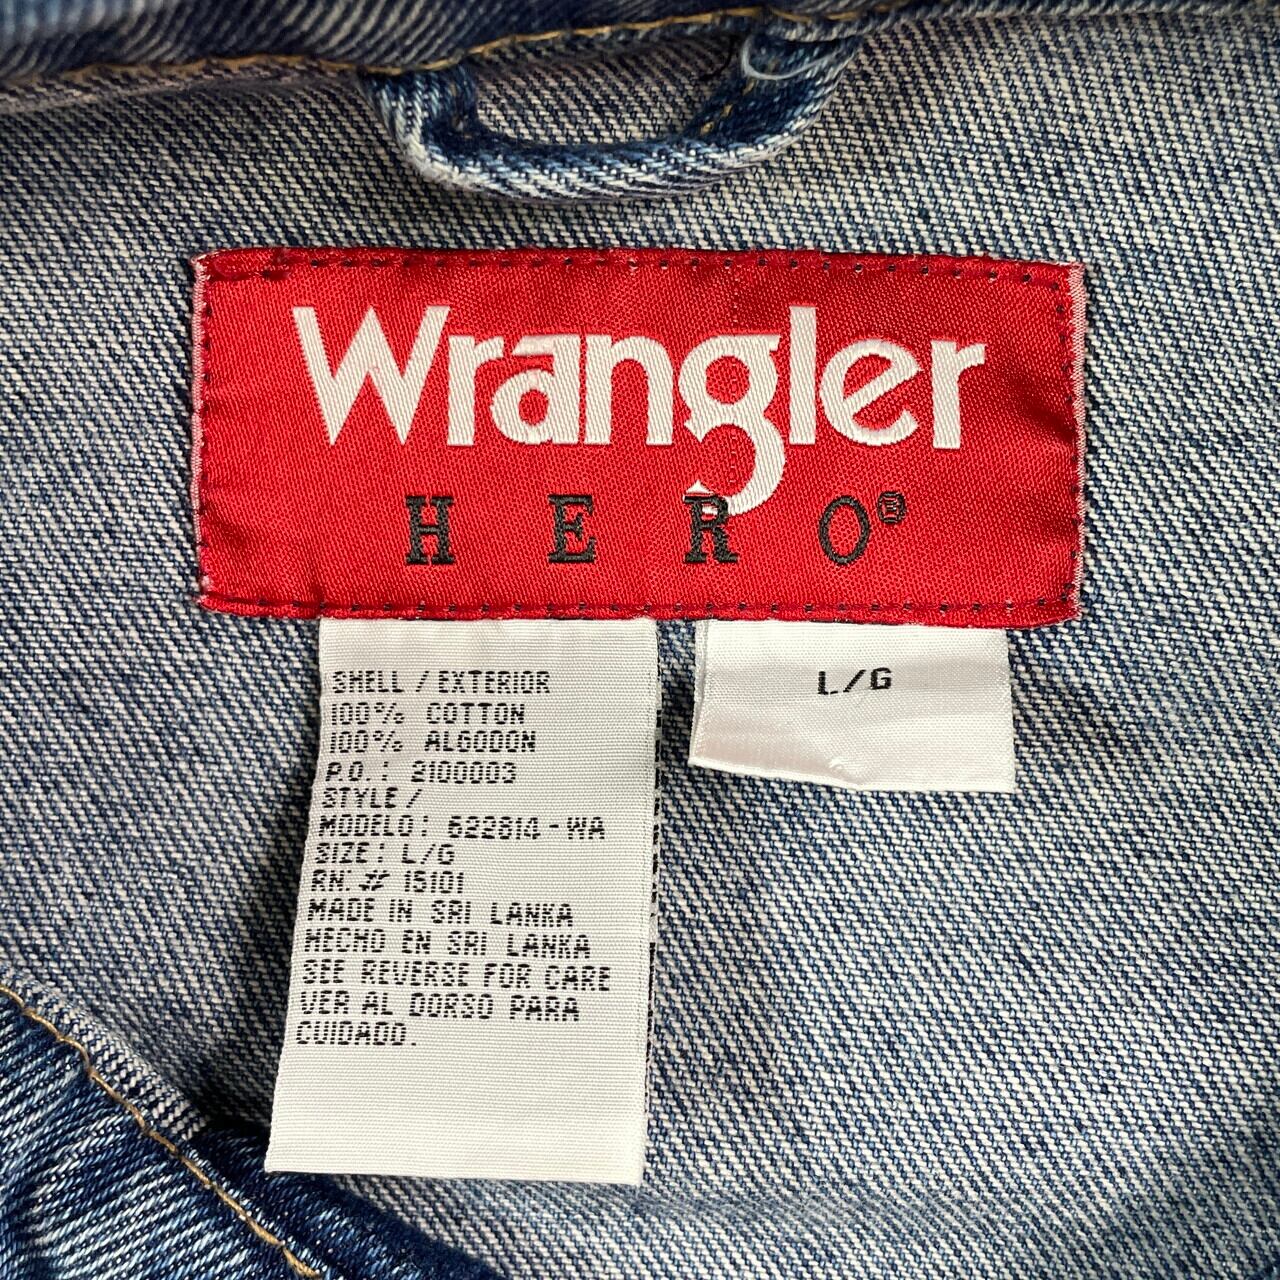 Wrangler
HERO®
SHELL / EXTERIOR
100% COTTON
100% ALGODON
P.O.: 2100003
STYLE /
MODELO: 622814-WA
SIZE: L/G
RN.# 15101
MADE IN SRI LANKA
HECHO EN SRI LANKA
SEE REVERSE FOR CARE
VER AL DORSO PARA
CUIDADO.
L/G